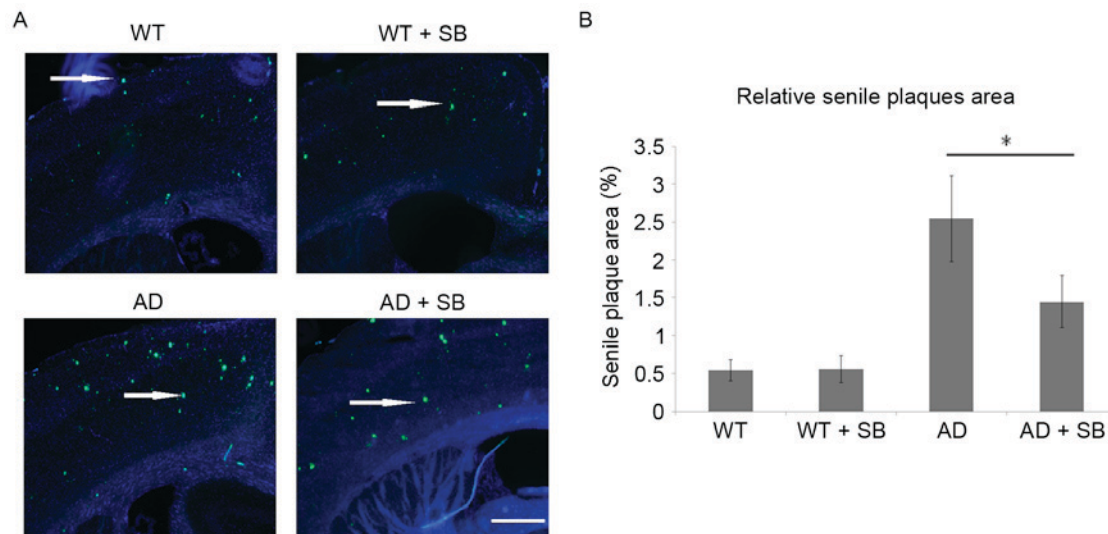 A
WT
WT + SB
AD
AD + SB
B
Relative senile plaques area
*
Senile plaque area (%)
3.5
3
2.5
2
1.5
1
0.5
0
WT
WT + SB
AD
AD + SB